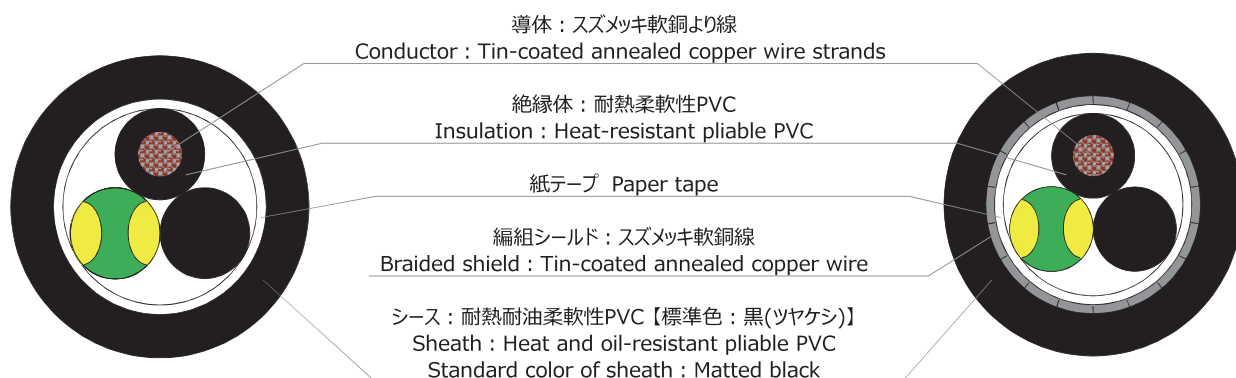 導体：スズメッキ軟銅より線
Conductor : Tin-coated annealed copper wire strands
絶縁体：耐熱柔軟性PVC
Insulation : Heat-resistant pliable PVC
紙テープ Paper tape
編組シールド：スズメッキ軟銅線
Braided shield : Tin-coated annealed copper wire
シース：耐熱耐油柔軟性PVC【標準色：黒(ツヤケシ)】
Sheath : Heat and oil-resistant pliable PVC
Standard color of sheath : Matted black